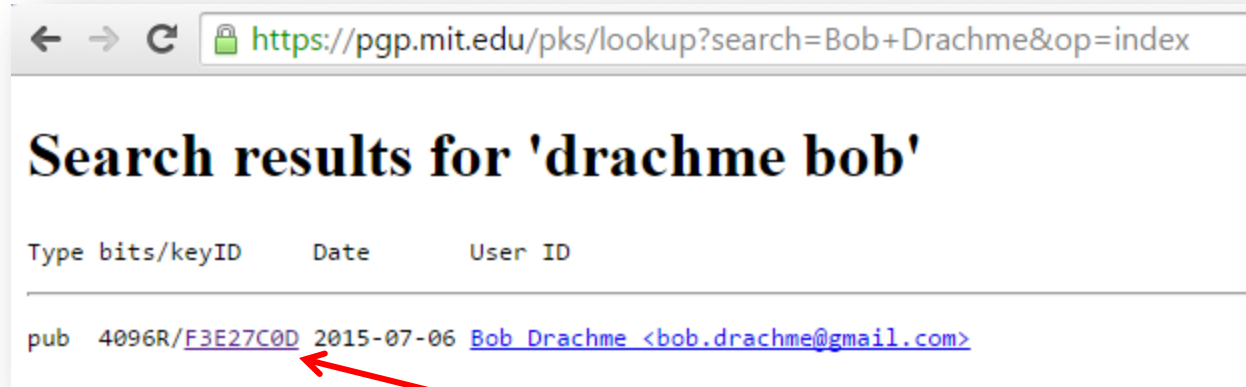 https://pgp.mit.edu/pks/lookup?search=Bob+Drachme&op=index
Search results for 'drachme bob'
Type bits/keyID Date User ID
pub 4096R/F3E27C0D 2015-07-06 Bob Drachme <bob.drachme@gmail.com>